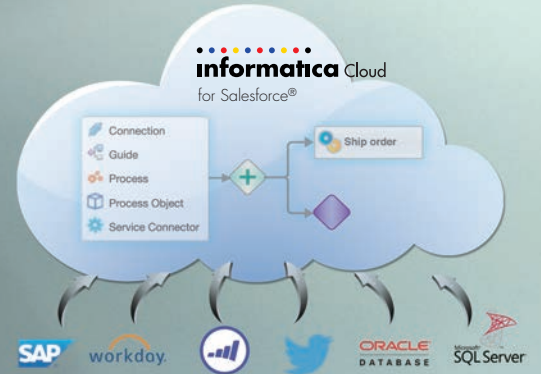 informatica Cloud
for Salesforce®
Connection
Guide
Process
Process Object
Service Connector
Ship order
SAP
workday.
ORACLE
DATABASE
Microsoft
SQL Server